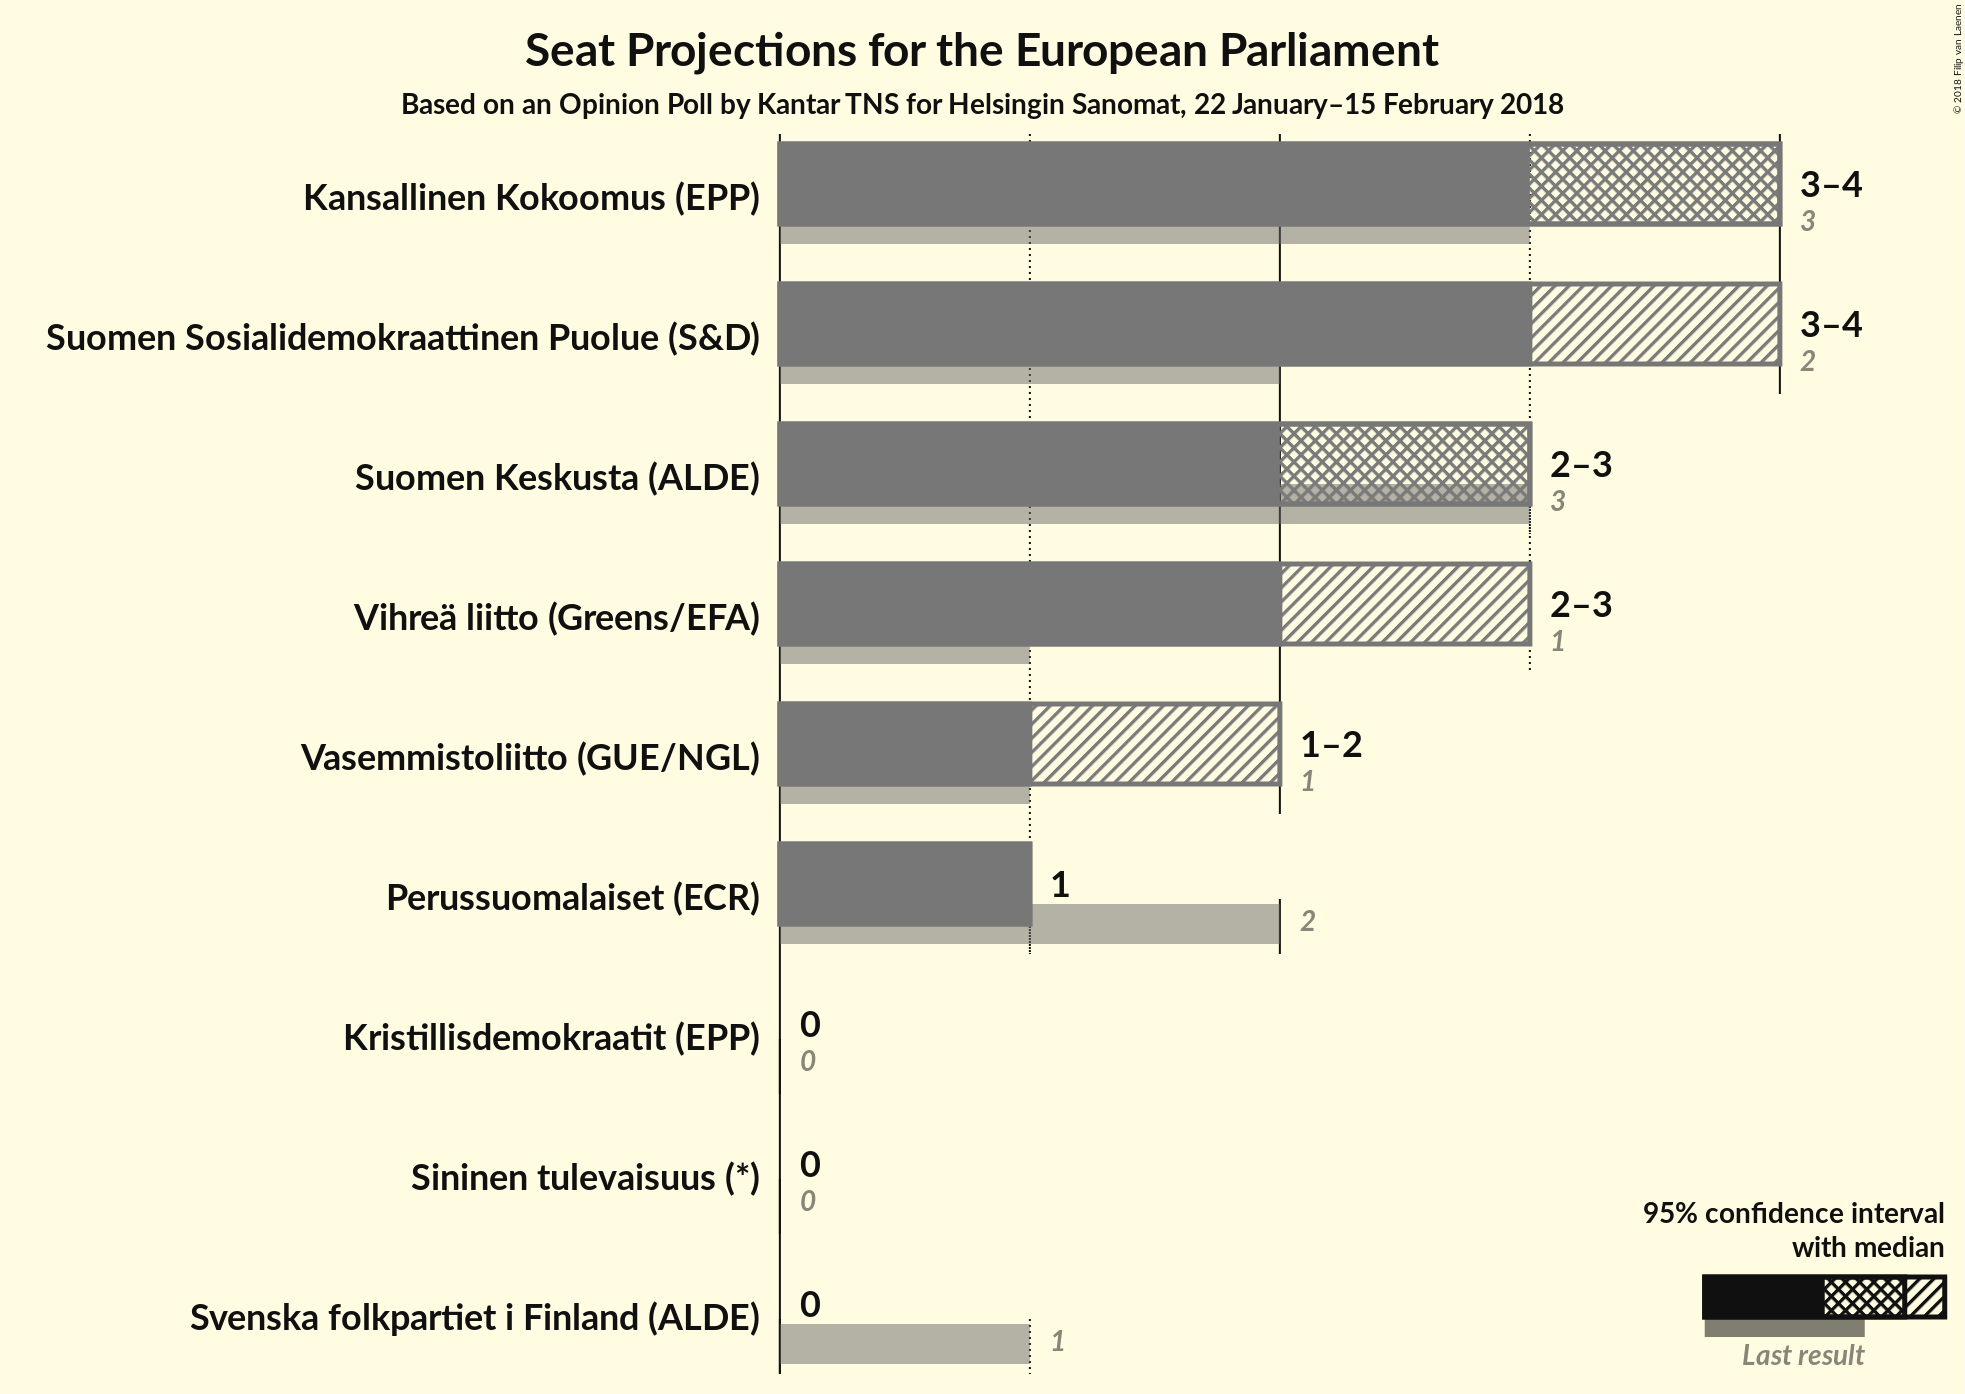 Seat Projections for the European Parliament
Based on an Opinion Poll by Kantar TNS for Helsingin Sanomat, 22 January–15 February 2018
© 2018 Filip van Laenen
Kansallinen Kokoomus (EPP)
3–4
3
Suomen Sosialidemokraattinen Puolue (S&D)
3–4
2
Suomen Keskusta (ALDE)
2–3
3
Vihreä liitto (Greens/EFA)
2–3
1
Vasemmistoliitto (GUE/NGL)
1–2
1
Perussuomalaiset (ECR)
1
2
Kristillisdemokraatit (EPP)
0
0
Sininen tulevaisuus (*)
0
0
Svenska folkpartiet i Finland (ALDE)
0
1
95% confidence interval
with median
Last result